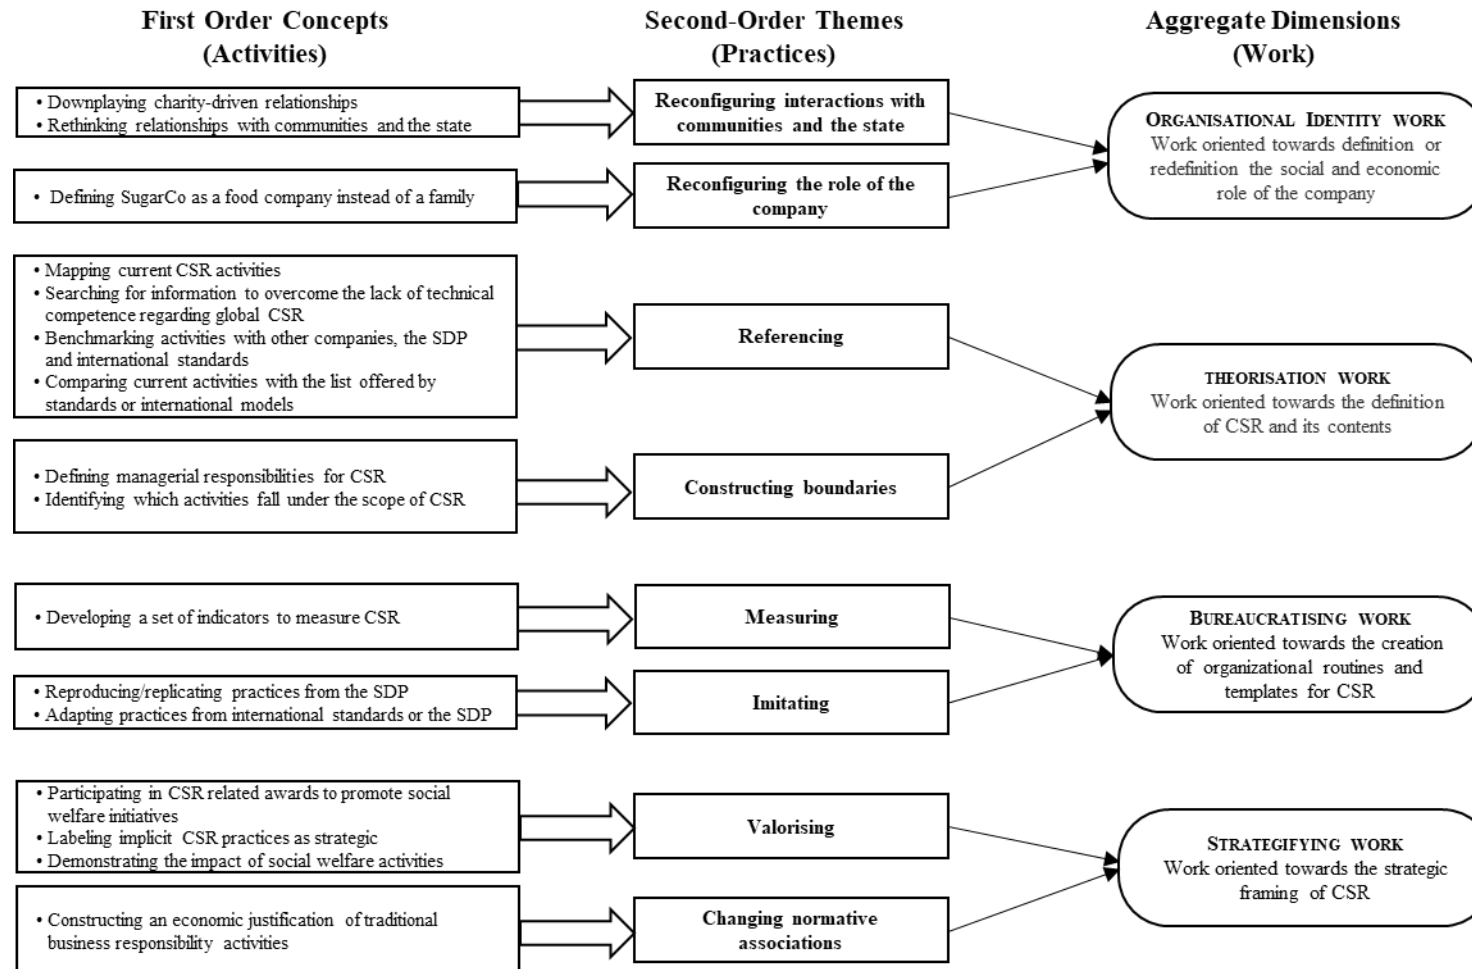 First Order Concepts
(Activities)
Second-Order Themes
(Practices)
Aggregate Dimensions
(Work)
• Downplaying charity-driven relationships
• Rethinking relationships with communities and the state
Reconfiguring interactions with
communities and the state
ORGANISATIONAL IDENTITY WORK
Work oriented towards definition or
redefinition the social and economic
role of the company
• Defining SugarCo as a food company instead of a family
Reconfiguring the role of the
company
• Mapping current CSR activities
• Searching for information to overcome the lack of technical
competence regarding global CSR
• Benchmarking activities with other companies, the SDP
and international standards
• Comparing current activities with the list offered by
standards or international models
Referencing
THEORISATION WORK
Work oriented towards the definition
of CSR and its contents
• Defining managerial responsibilities for CSR
• Identifying which activities fall under the scope of CSR
Constructing boundaries
• Developing a set of indicators to measure CSR
Measuring
BUREAUCRATISING WORK
Work oriented towards the creation
of organizational routines and
templates for CSR
• Reproducing/replicating practices from the SDP
• Adapting practices from international standards or the SDP
Imitating
• Participating in CSR related awards to promote social
welfare initiatives
• Labeling implicit CSR practices as strategic
• Demonstrating the impact of social welfare activities
Valorising
STRATEGIFYING WORK
Work oriented towards the strategic
framing of CSR
• Constructing an economic justification of traditional
business responsibility activities
Changing normative
associations